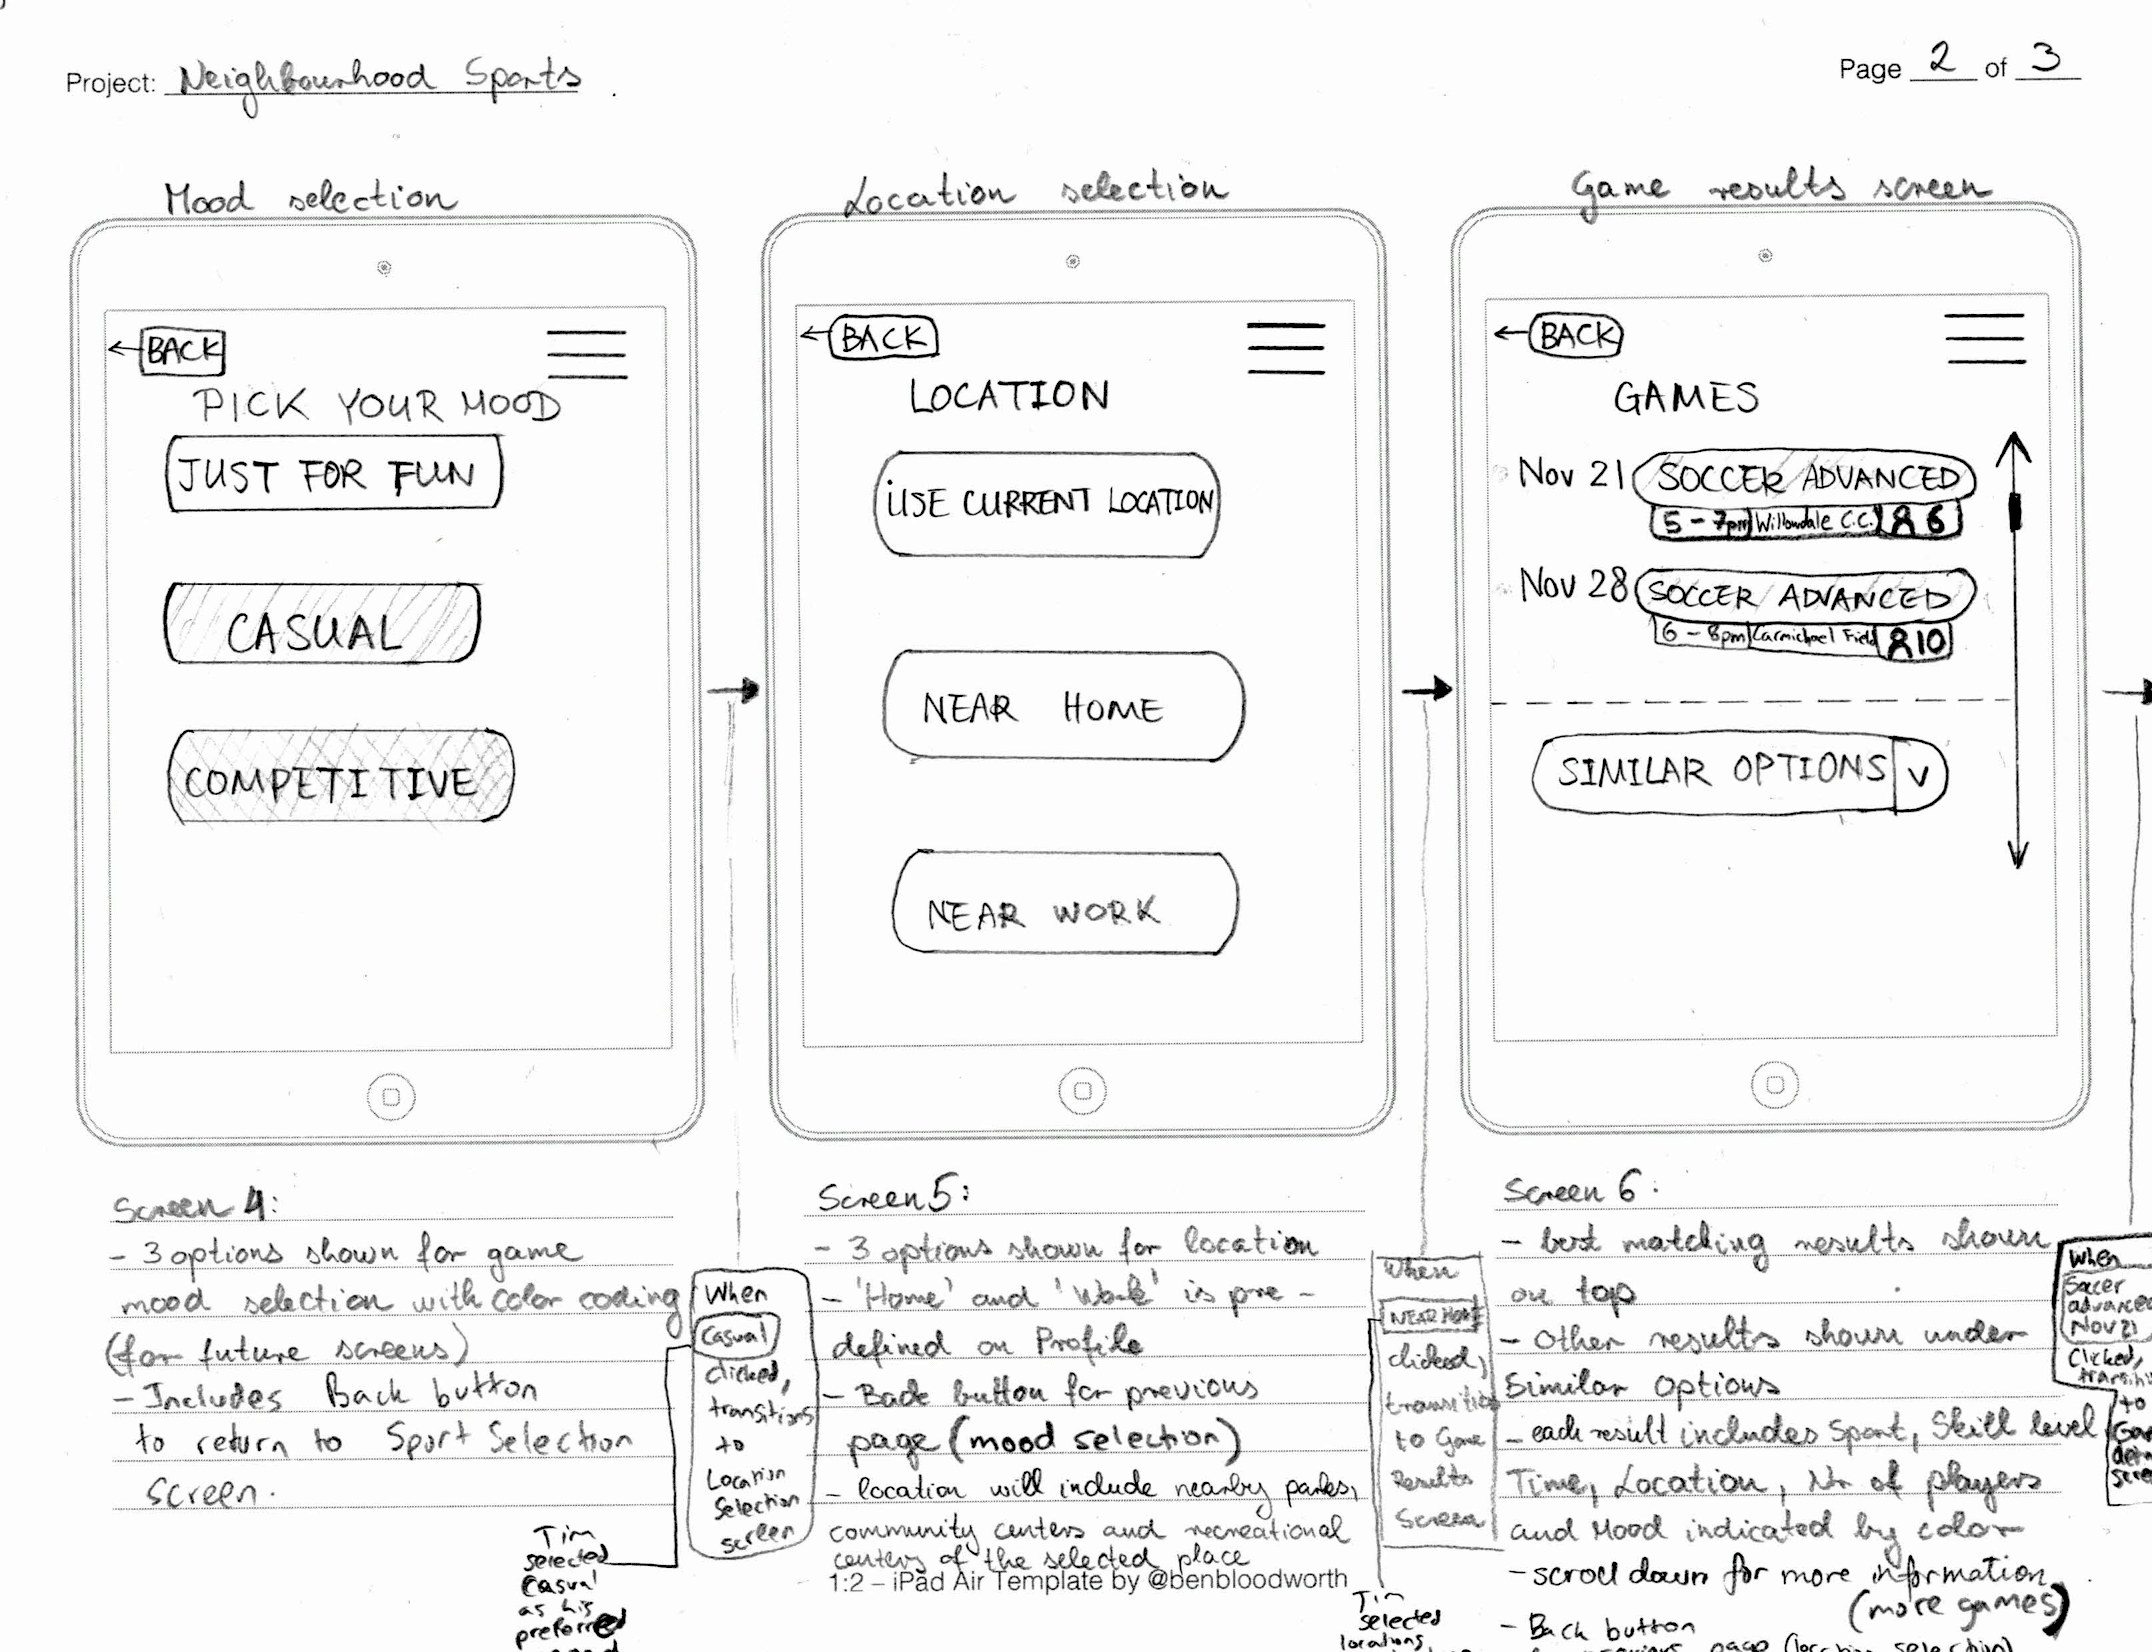 Project: Neighbourhood Sports
Page 2 of 3
Mood selection
BACK
PICK YOUR MOOD
JUST FOR FUN
CASUAL
COMPETITIVE
Location selection
BACK
LOCATION
USE CURRENT LOCATION
NEAR HOME
NEAR WORK
Game results screen
BACK
GAMES
Nov 21 SOCCER ADVANCED
5 - 7pm Willowdale C.C. 6
Nov 28 SOCCER ADVANCED
6 - 8pm Carmichael Field 10
SIMILAR OPTIONS V
Screen 4:
- 3 options shown for game
mood selection with color coding
(for future screens)
- Includes Back button
to return to Sport Selection
screen.
When
Casual
clicked,
transitions
to
Location
Selection
screen
Tim
selected
Casual
as his
preferred
Screen 5:
- 3 options shown for location
- 'Home' and 'Work' is pre -
defined on Profile
- Back button for previous
page (mood selection)
- location will include nearby parks,
community centers and recreational
centers of the selected place
1:2 – iPad Air Template by @benbloodworth
When
NEAR HOME
clicked,
transition
to Game
Results
Screen
Tim
selected
locations
Screen 6:
- best matching results shown
on top
- Other results shown under
Similar Options
- each result includes Sport, Skill level
Time, Location, Nr of players
and Mood indicated by color
- scroll down for more information
(more games)
- Back button
page (location selection)
When
Soccer
advanced
Nov 21
Clicked,
to